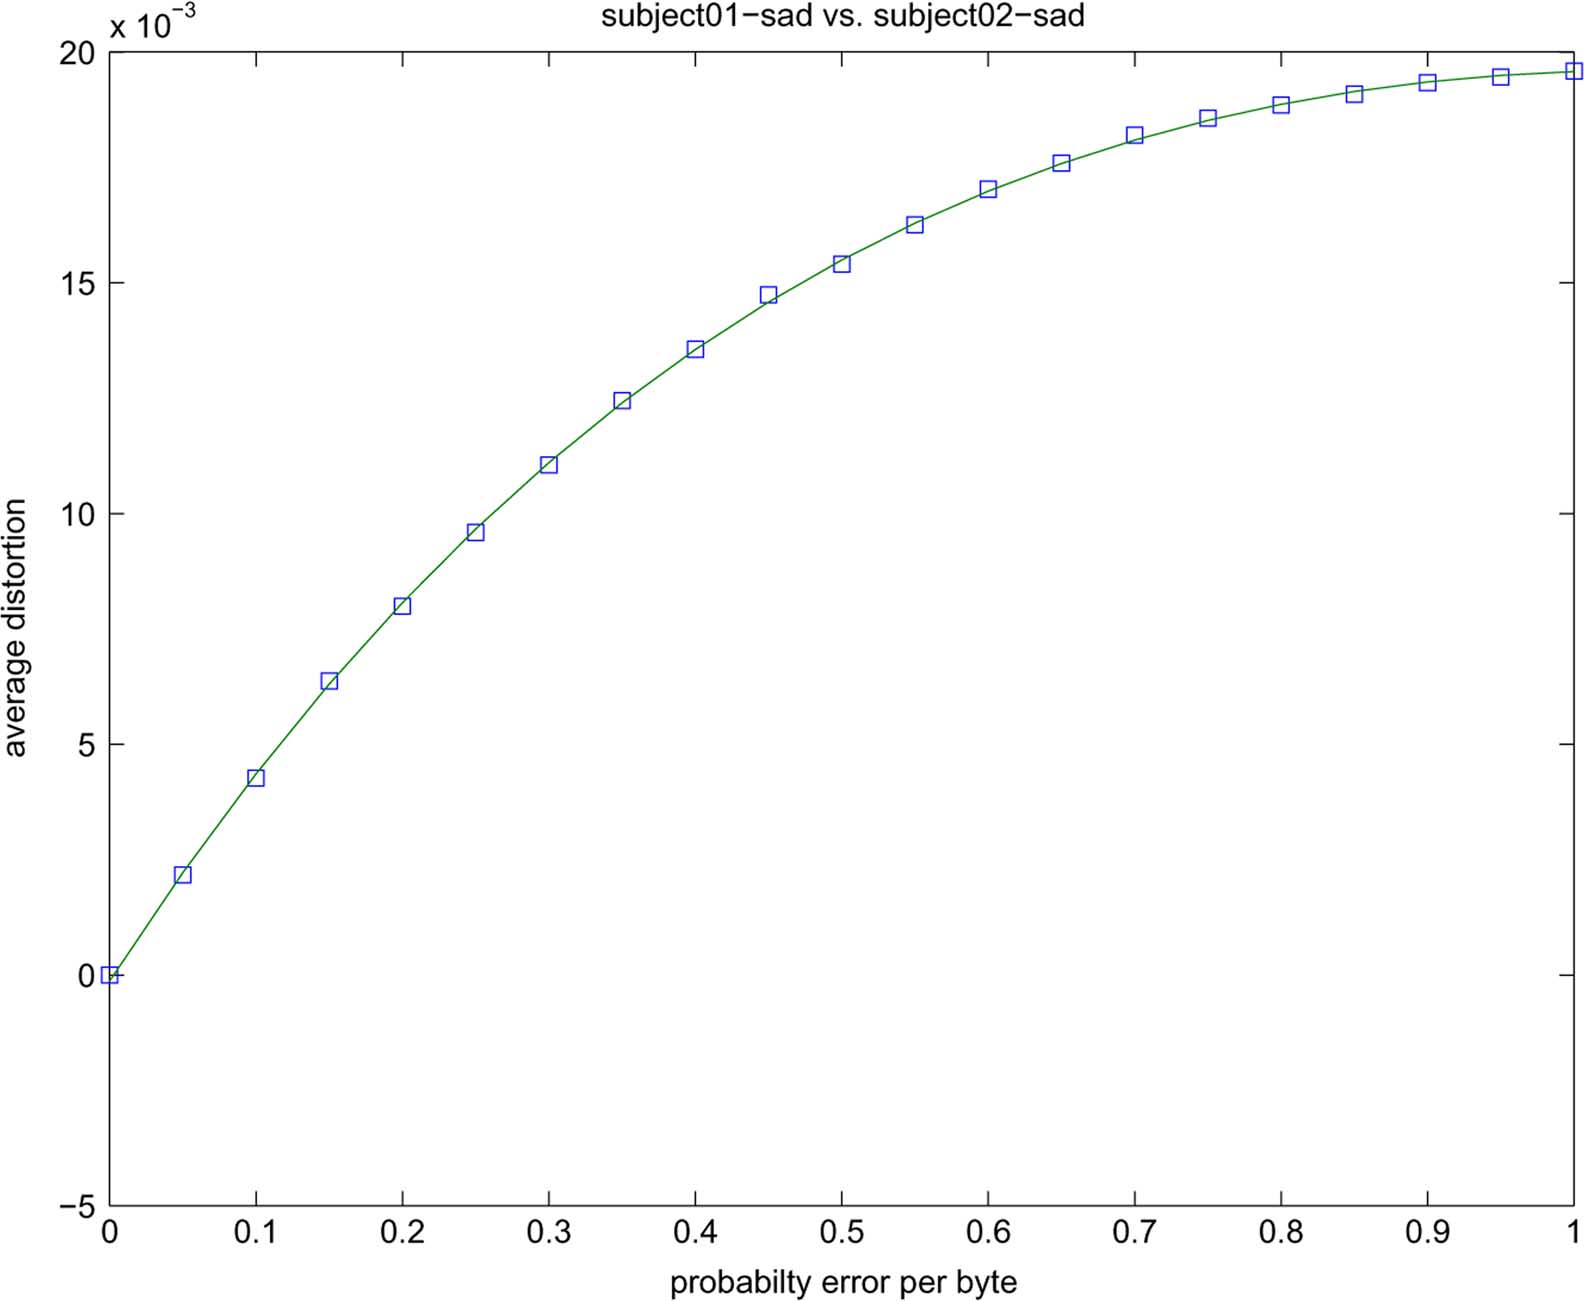 subject01−sad vs. subject02−sad
x 10−3
20
15
10
5
0
−5
average distortion
0 0.1 0.2 0.3 0.4 0.5 0.6 0.7 0.8 0.9 1
probabilty error per byte